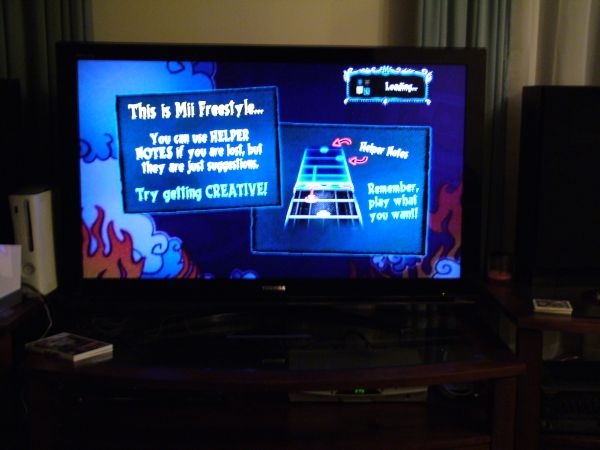 This is Mii Freestyle...
You can use HELPER
NOTES if you are lost, but
they are just suggestions.
Try getting CREATIVE!
Loading...
Helper Notes
Remember,
play what
you want!
TOSHIBA